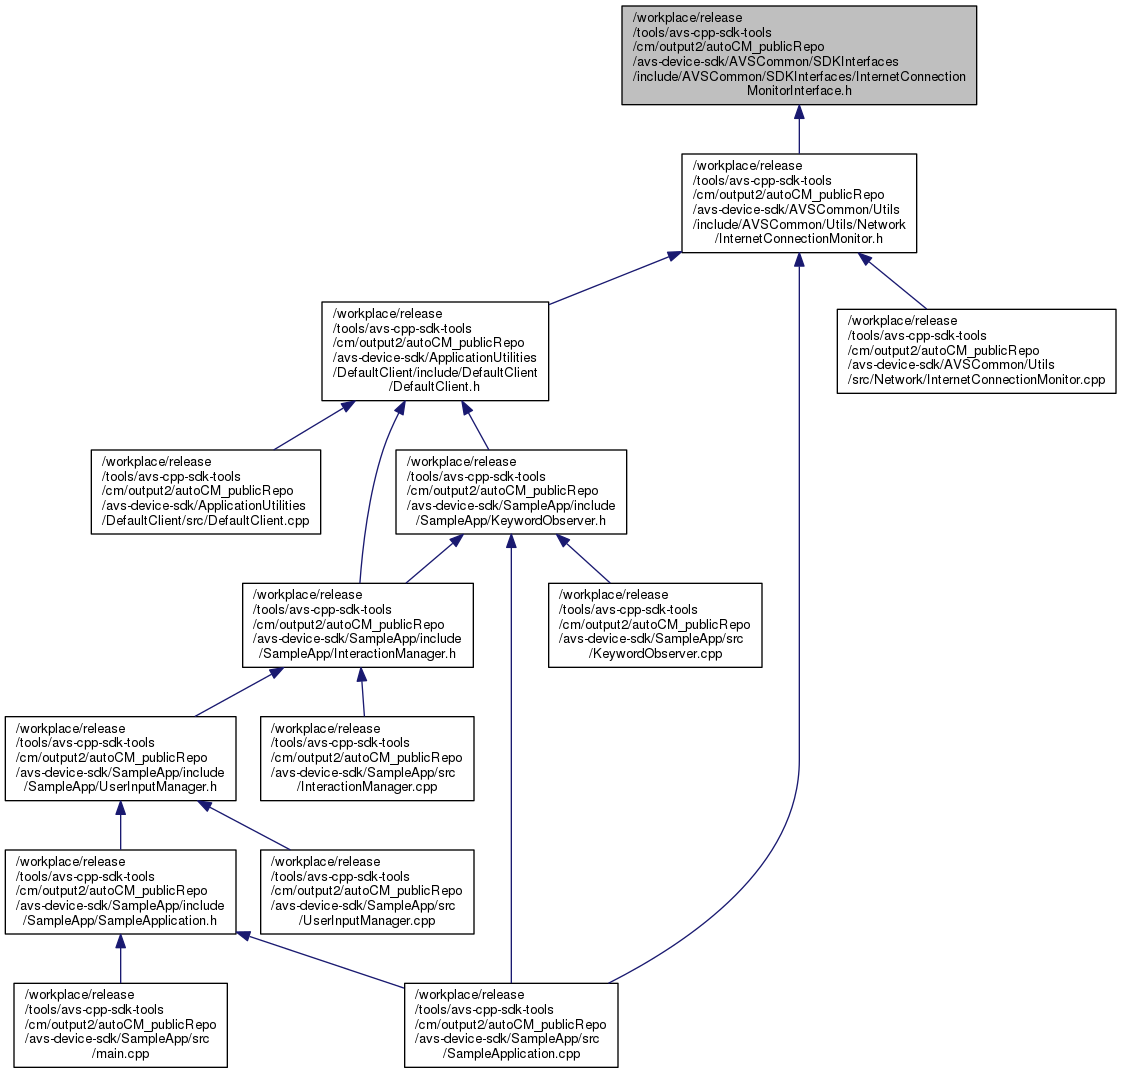 /workplace/release
/tools/avs-cpp-sdk-tools
/cm/output2/autoCM_publicRepo
/avs-device-sdk/AVSCommon/SDKInterfaces
/include/AVSCommon/SDKInterfaces/InternetConnection
MonitorInterface.h
/workplace/release
/tools/avs-cpp-sdk-tools
/cm/output2/autoCM_publicRepo
/avs-device-sdk/AVSCommon/Utils
/include/AVSCommon/Utils/Network
/InternetConnectionMonitor.h
/workplace/release
/tools/avs-cpp-sdk-tools
/cm/output2/autoCM_publicRepo
/avs-device-sdk/ApplicationUtilities
/DefaultClient/include/DefaultClient
/DefaultClient.h
/workplace/release
/tools/avs-cpp-sdk-tools
/cm/output2/autoCM_publicRepo
/avs-device-sdk/AVSCommon/Utils
/src/Network/InternetConnectionMonitor.cpp
/workplace/release
/tools/avs-cpp-sdk-tools
/cm/output2/autoCM_publicRepo
/avs-device-sdk/ApplicationUtilities
/DefaultClient/src/DefaultClient.cpp
/workplace/release
/tools/avs-cpp-sdk-tools
/cm/output2/autoCM_publicRepo
/avs-device-sdk/SampleApp/include
/SampleApp/KeywordObserver.h
/workplace/release
/tools/avs-cpp-sdk-tools
/cm/output2/autoCM_publicRepo
/avs-device-sdk/SampleApp/include
/SampleApp/InteractionManager.h
/workplace/release
/tools/avs-cpp-sdk-tools
/cm/output2/autoCM_publicRepo
/avs-device-sdk/SampleApp/src
/KeywordObserver.cpp
/workplace/release
/tools/avs-cpp-sdk-tools
/cm/output2/autoCM_publicRepo
/avs-device-sdk/SampleApp/include
/SampleApp/UserInputManager.h
/workplace/release
/tools/avs-cpp-sdk-tools
/cm/output2/autoCM_publicRepo
/avs-device-sdk/SampleApp/src
/InteractionManager.cpp
/workplace/release
/tools/avs-cpp-sdk-tools
/cm/output2/autoCM_publicRepo
/avs-device-sdk/SampleApp/include
/SampleApp/SampleApplication.h
/workplace/release
/tools/avs-cpp-sdk-tools
/cm/output2/autoCM_publicRepo
/avs-device-sdk/SampleApp/src
/UserInputManager.cpp
/workplace/release
/tools/avs-cpp-sdk-tools
/cm/output2/autoCM_publicRepo
/avs-device-sdk/SampleApp/src
/main.cpp
/workplace/release
/tools/avs-cpp-sdk-tools
/cm/output2/autoCM_publicRepo
/avs-device-sdk/SampleApp/src
/SampleApplication.cpp